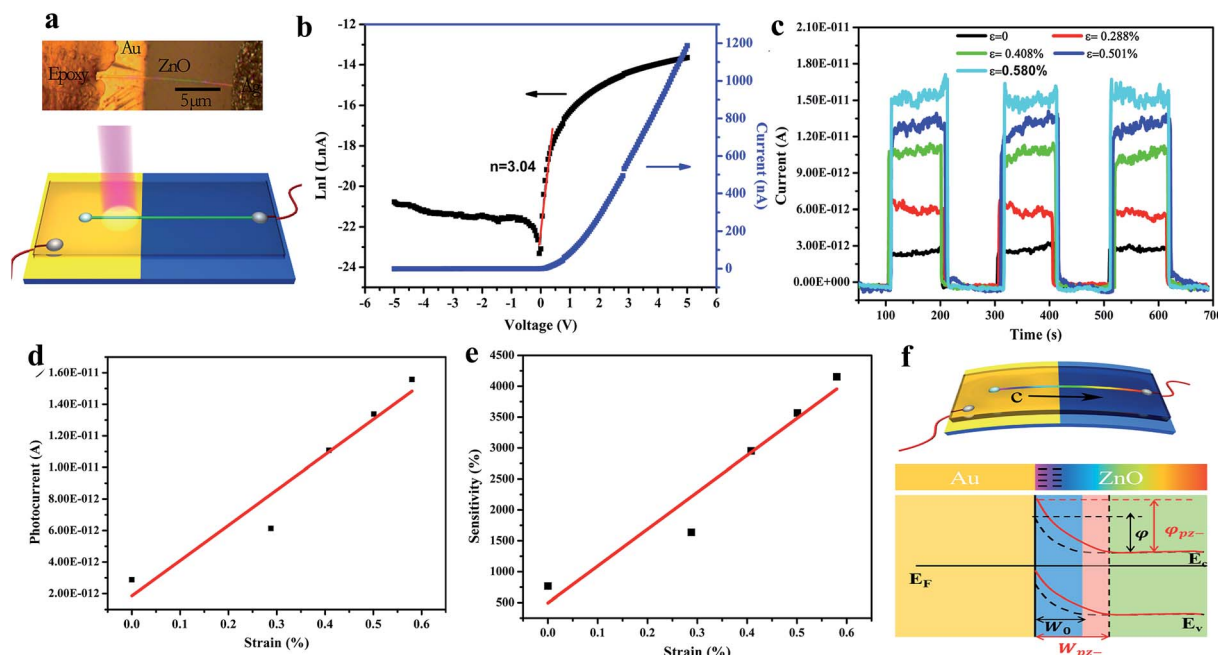 a
Au
Epoxy
ZnO
5μm
b
-12
-14
-16
-18
-20
-22
-24
LnI (LnA)
n=3.04
1200
1000
800
600
400
200
0
Current (nA)
-6 -5 -4 -3 -2 -1 0 1 2 3 4 5 6
Voltage (V)
c
2.10E-011
1.80E-011
1.50E-011
1.20E-011
9.00E-012
6.00E-012
3.00E-012
0.00E+000
Current (A)
ε=0
ε= 0.288%
ε= 0.408%
ε=0.501%
ε=0.580%
100 200 300 400 500 600 700
Time (s)
d
1.60E-011
1.40E-011
1.20E-011
1.00E-011
8.00E-012
6.00E-012
4.00E-012
2.00E-012
Photocurrent (A)
0.0 0.1 0.2 0.3 0.4 0.5 0.6
Strain (%)
e
4500
4000
3500
3000
2500
2000
1500
1000
500
Sensitivity (%)
0.0 0.1 0.2 0.3 0.4 0.5 0.6
Strain (%)
f
C
Au
ZnO
φ
φpz−
Ec
EF
W0
Ev
Wpz−